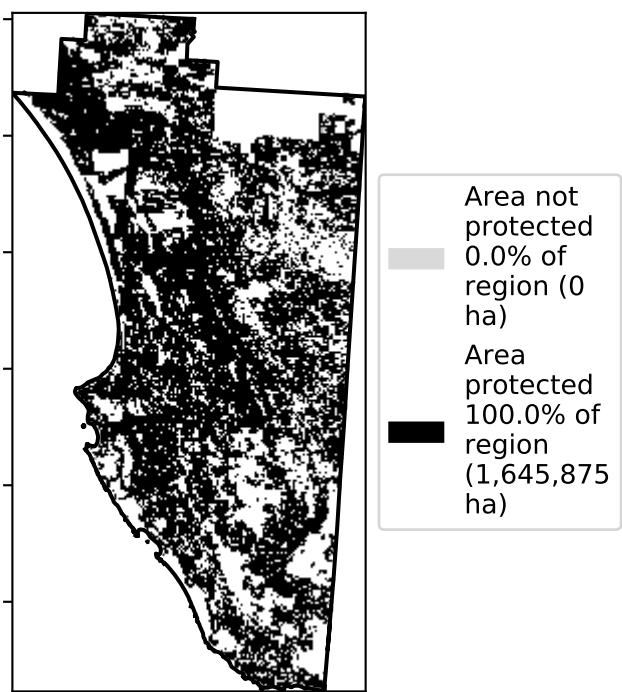 Area not
protected
0.0% of
region (0
ha)
Area
protected
100.0% of
region
(1,645,875
ha)